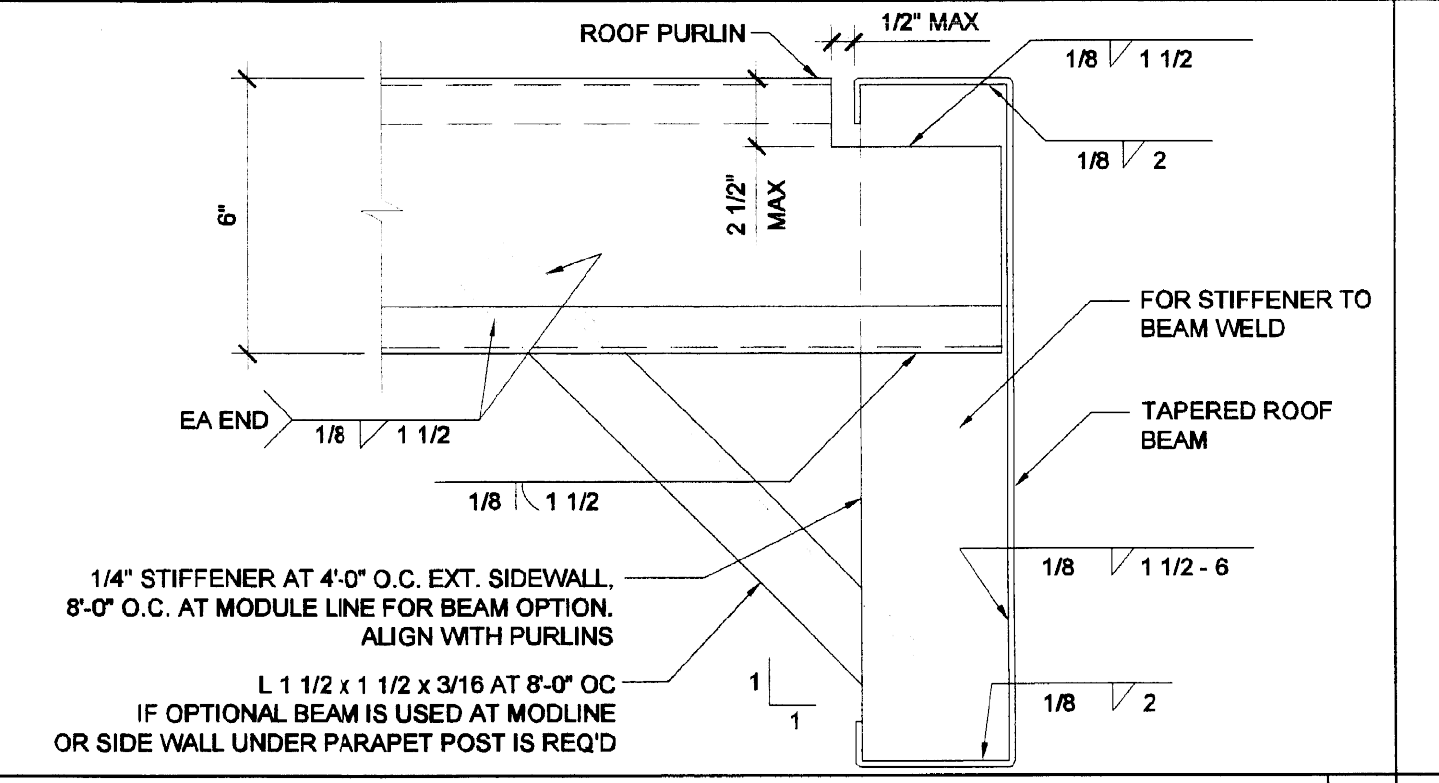 ROOF PURLIN
1/2" MAX
1/8 1 1/2
1/8 2
6"
2 1/2"
MAX
FOR STIFFENER TO
BEAM WELD
TAPERED ROOF
BEAM
EA END
1/8 1 1/2
1/8 1 1/2
1/8 1 1/2 - 6
1/4" STIFFENER AT 4'-0" O.C. EXT. SIDEWALL,
8'-0" O.C. AT MODULE LINE FOR BEAM OPTION.
ALIGN WITH PURLINS
L 1 1/2 x 1 1/2 x 3/16 AT 8'-0" OC
IF OPTIONAL BEAM IS USED AT MODLINE
OR SIDE WALL UNDER PARAPET POST IS REQ'D
1
1
1/8 2